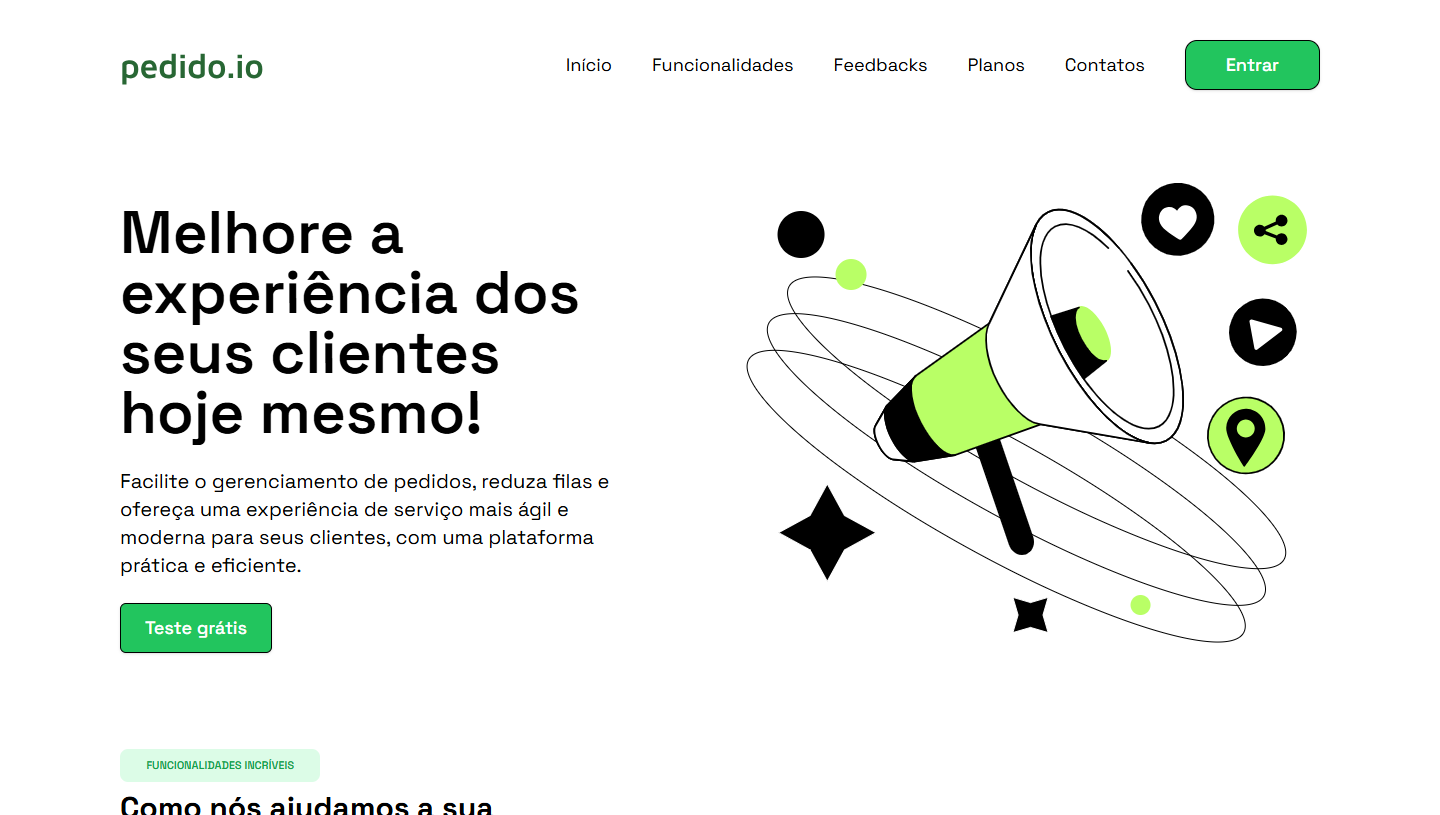 pedido.io
Início
Funcionalidades
Feedbacks
Planos
Contatos
Entrar
Melhore a
experiência dos
seus clientes
hoje mesmo!
Facilite o gerenciamento de pedidos, reduza filas e
ofereça uma experiência de serviço mais ágil e
moderna para seus clientes, com uma plataforma
prática e eficiente.
Teste grátis
FUNCIONALIDADES INCRÍVEIS
Como nós ajudamos a sua